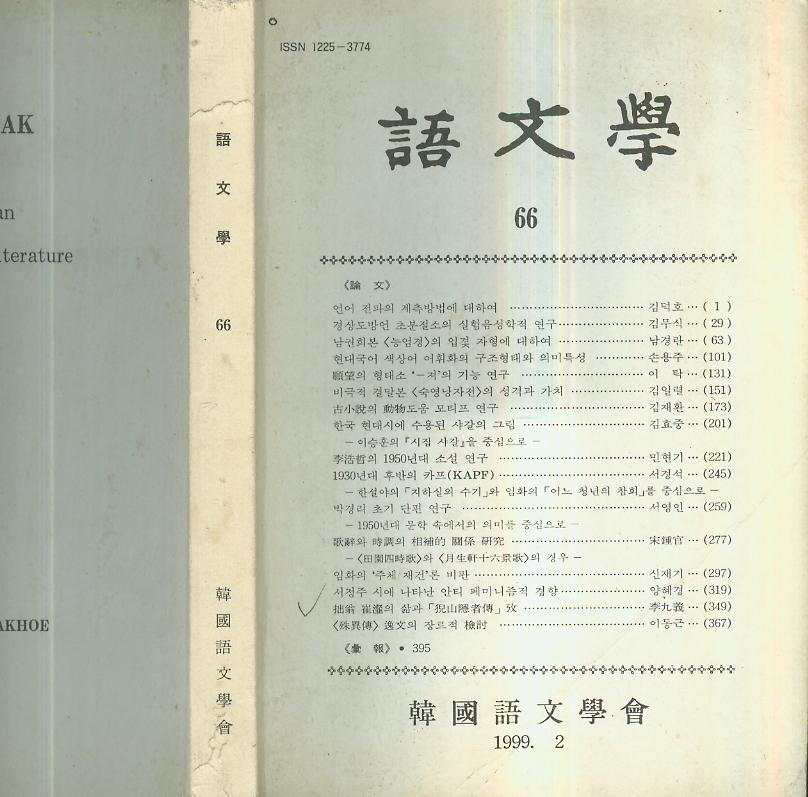 AK
an
terature
AKHOE
語文學
66
韓國語文學會
ISSN 1225-3774
語文學
66
《論 文》
언어 전파의 계측방법에 대하여 ································ 김덕호 ··· ( 1 )
경상도방언 초분절소의 실험음성학적 연구···················· 김무식 ··· ( 29 )
남권희본 〈능엄경〉의 입겿 자형에 대하여 ···················· 남경란 ··· ( 63 )
현대국어 색상어 어휘화의 구조형태와 의미특성 ············ 손용주 ··· (101)
願望의 형태소 ‘-저’의 기능 연구 ······························ 이 탁 ··· (131)
비극적 결말본 〈숙영낭자전〉의 성격과 가치 ·················· 김일렬 ··· (151)
古小說의 動物도움 모티프 연구 ································ 김재환 ··· (173)
한국 현대시에 수용된 샤갈의 그림 ···························· 김효중 ··· (201)
- 이승훈의 『시집 샤갈』을 중심으로 -
李浩哲의 1950년대 소설 연구 ·································· 민현기 ··· (221)
1930년대 후반의 카프(KAPF) ·································· 서경석 ··· (245)
- 한설야의 「지하실의 수기」와 임화의 「어느 청년의 참회」를 중심으로 -
박경리 초기 단편 연구 ·········································· 서영인 ··· (259)
- 1950년대 문학 속에서의 의미를 중심으로 -
歌辭와 時調의 相補的 關係 硏究 ······························ 宋鍾官 ··· (277)
- 〈田園四時歌〉와 〈月生軒十六景歌〉의 경우 -
임화의 ‘주체 재건’론 비판 ······································ 신재기 ··· (297)
서정주 시에 나타난 안티 페미니즘적 경향···················· 양혜경 ··· (319)
拙翁 崔瀣의 삶과 「猊山隱者傳」 攷 ···························· 李九義 ··· (349)
〈殊異傳〉 逸文의 장르적 檢討 ·································· 이동근 ··· (367)
《彙 報》 • 395
韓國語文學會
1999. 2